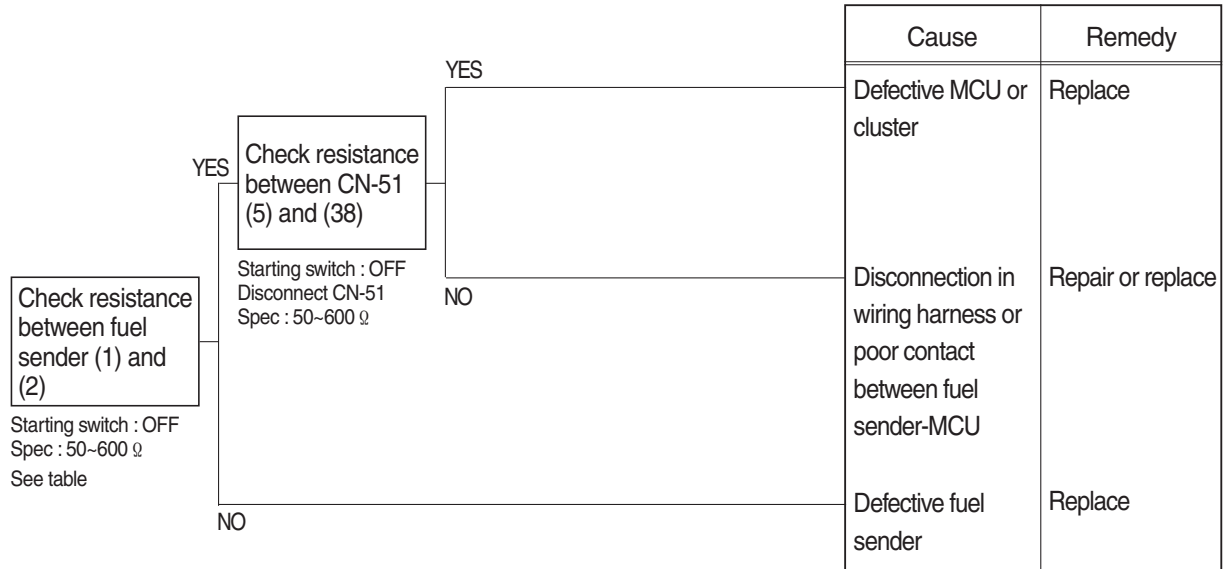 Cause
Remedy
YES
Defective MCU or
cluster
Replace
YES
Check resistance
between CN-51
(5) and (38)
Starting switch : OFF
Disconnect CN-51
Spec : 50~600 Ω
NO
Disconnection in
wiring harness or
poor contact
between fuel
sender-MCU
Repair or replace
Check resistance
between fuel
sender (1) and
(2)
Starting switch : OFF
Spec : 50~600 Ω
See table
NO
Defective fuel
sender
Replace